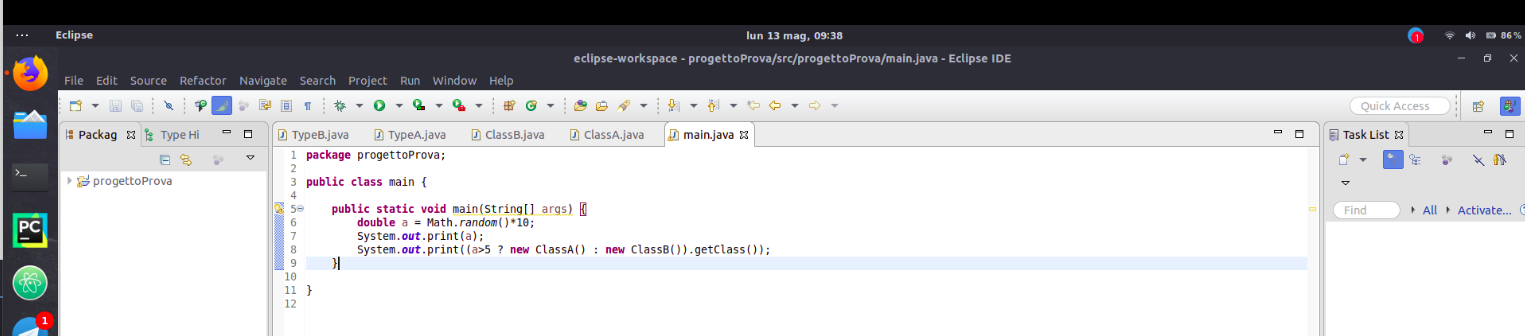 Eclipse lun 13 mag, 09:38 1 86%
eclipse-workspace - progettoProva/src/progettoProva/main.java - Eclipse IDE
File Edit Source Refactor Navigate Search Project Run Window Help
Quick Access
Packag Type Hi TypeB.java TypeA.java ClassB.java ClassA.java main.java Task List
progettoProva
1 package progettoProva;
2
3 public class main {
4
5 public static void main(String[] args) {
6 double a = Math.random()*10;
7 System.out.print(a);
8 System.out.print((a>5 ? new ClassA() : new ClassB()).getClass());
9 }
10
11 }
12
Find All Activate...
>_
PC
1